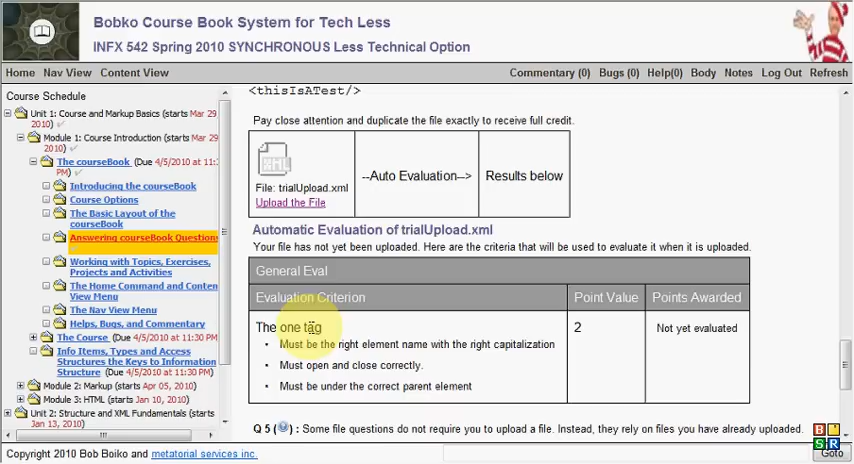 Bobko Course Book System for Tech Less
INFX 542 Spring 2010 SYNCHRONOUS Less Technical Option
Home Nav View Content View Commentary (0) Bugs (0) Help(0) Body Notes Log Out Refresh
Course Schedule
Unit 1: Course and Markup Basics (starts Mar 29, 2010)
Module 1: Course Introduction (starts Mar 29, 2010)
The courseBook (Due 4/5/2010 at 11:
PM)
Introducing the courseBook
Course Options
The Basic Layout of the
courseBook
Answering courseBook Questions
Working with Topics, Exercises,
Projects and Activities
The Home Command and Conten
View Menu
The Nav View Menu
Helps, Bugs, and Commentary
The Course (Due 4/5/2010 at 11:30 PM)
Info Items, Types and Access
Structures the Keys to Information
Structure (Due 4/5/2010 at 11:30 PM)
Module 2: Markup (starts Apr 05, 2010)
Module 3: HTML (starts Jan 10, 2010)
Unit 2: Structure and XML Fundamentals (starts
Jan 13, 2010)
<thisIsATest/>
Pay close attention and duplicate the file exactly to receive full credit.
XML
File: trialUpload.xml
Upload the File
--Auto Evaluation-->
Results below
Automatic Evaluation of trialUpload.xml
Your file has not yet been uploaded. Here are the criteria that will be used to evaluate it when it is uploaded.
General Eval
Evaluation Criterion Point Value Points Awarded
The one tag 2 Not yet evaluated
• Must be the right element name with the right capitalization
• Must open and close correctly.
• Must be under the correct parent element
Q 5 ( ) : Some file questions do not require you to upload a file. Instead, they rely on files you have already uploaded.
Copyright 2010 Bob Boiko and metatorial services inc.
Goto
B S R